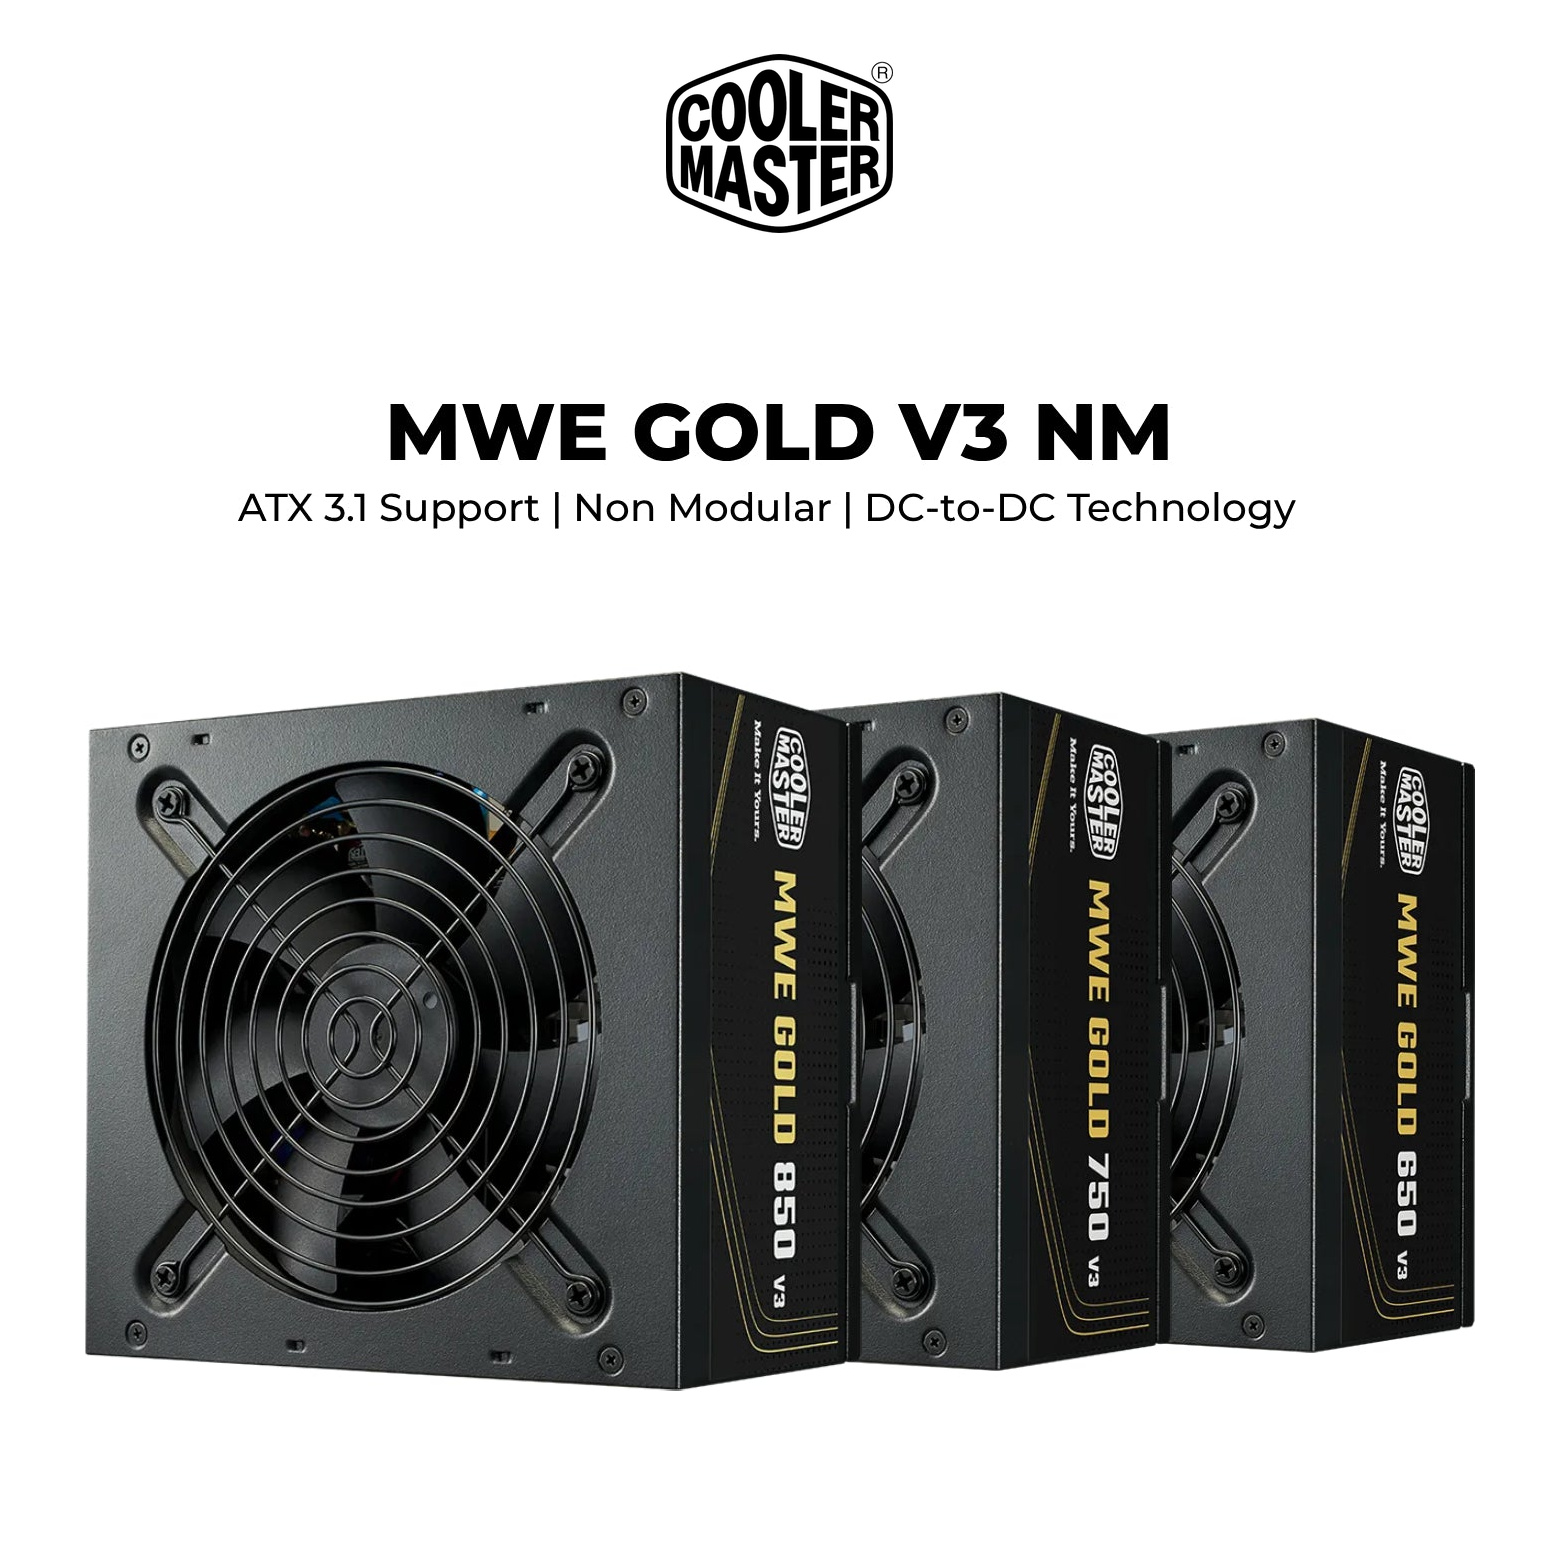 COOLER
MASTER
®
MWE GOLD V3 NM
ATX 3.1 Support | Non Modular | DC-to-DC Technology
COOLER
MASTER
Make It Yours.
MWE GOLD 850 V3
COOLER
MASTER
Make It Yours.
MWE GOLD 750 V3
COOLER
MASTER
Make It Yours.
MWE GOLD 650 V3